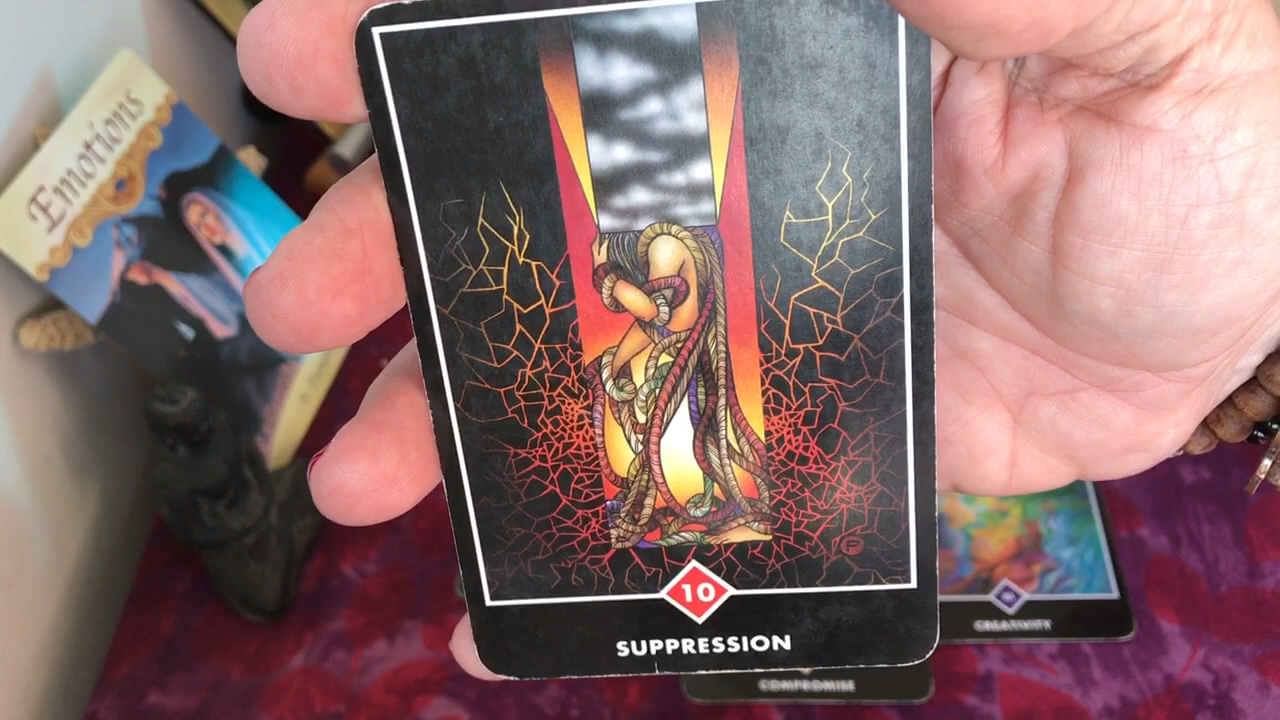 Emotions
10
SUPPRESSION
CREATIVITY
COMPROMISE